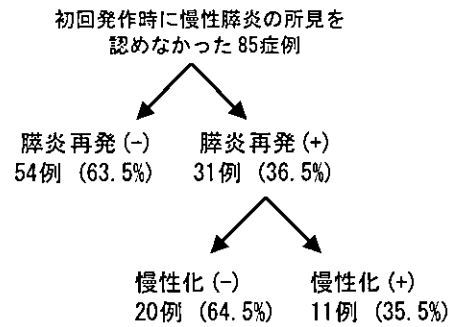 初回発作時に慢性膵炎の所見を
認めなかった 85症例
膵炎再発 (-) 膵炎再発 (+)
54例 (63.5%) 31例 (36.5%)
慢性化 (-) 慢性化 (+)
20例 (64.5%) 11例 (35.5%)